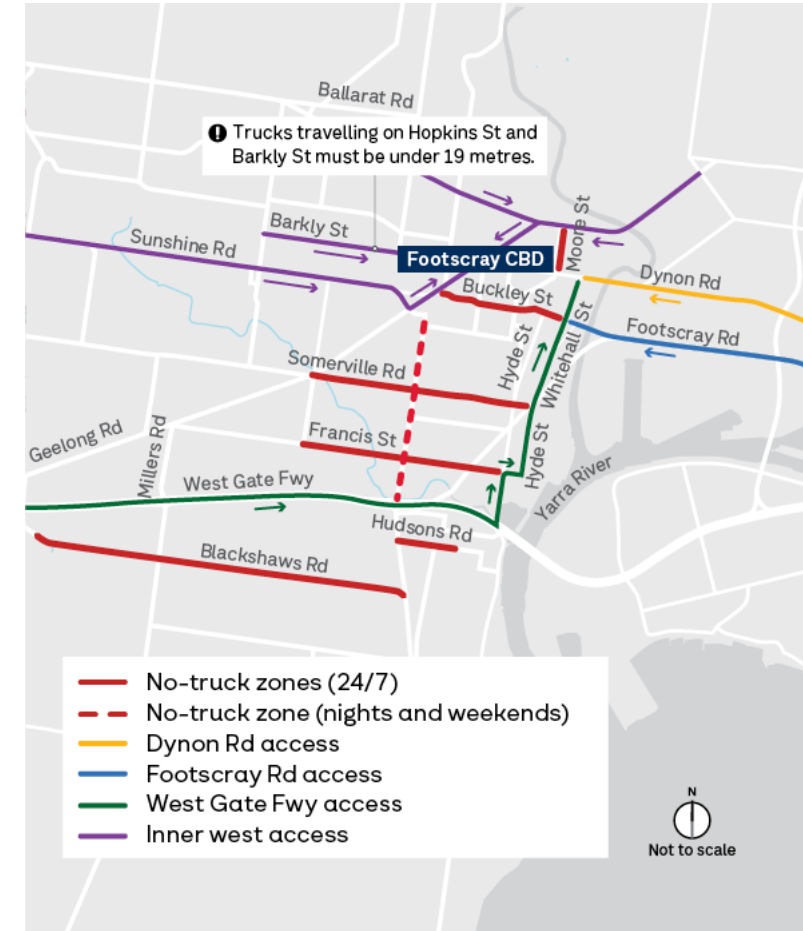 Ballarat Rd
Trucks travelling on Hopkins St and
Barkly St must be under 19 metres.
Moore St
Barkly St
Sunshine Rd
Footscray CBD
Dynon Rd
Buckley St
Footscray Rd
Hyde St
Whitehall St
Somerville Rd
Geelong Rd
Millers Rd
Francis St
Hyde St
Yarra River
West Gate Fwy
Hudsons Rd
Blackshaws Rd
No-truck zones (24/7)
No-truck zone (nights and weekends)
Dynon Rd access
Footscray Rd access
West Gate Fwy access
Inner west access
N
Not to scale